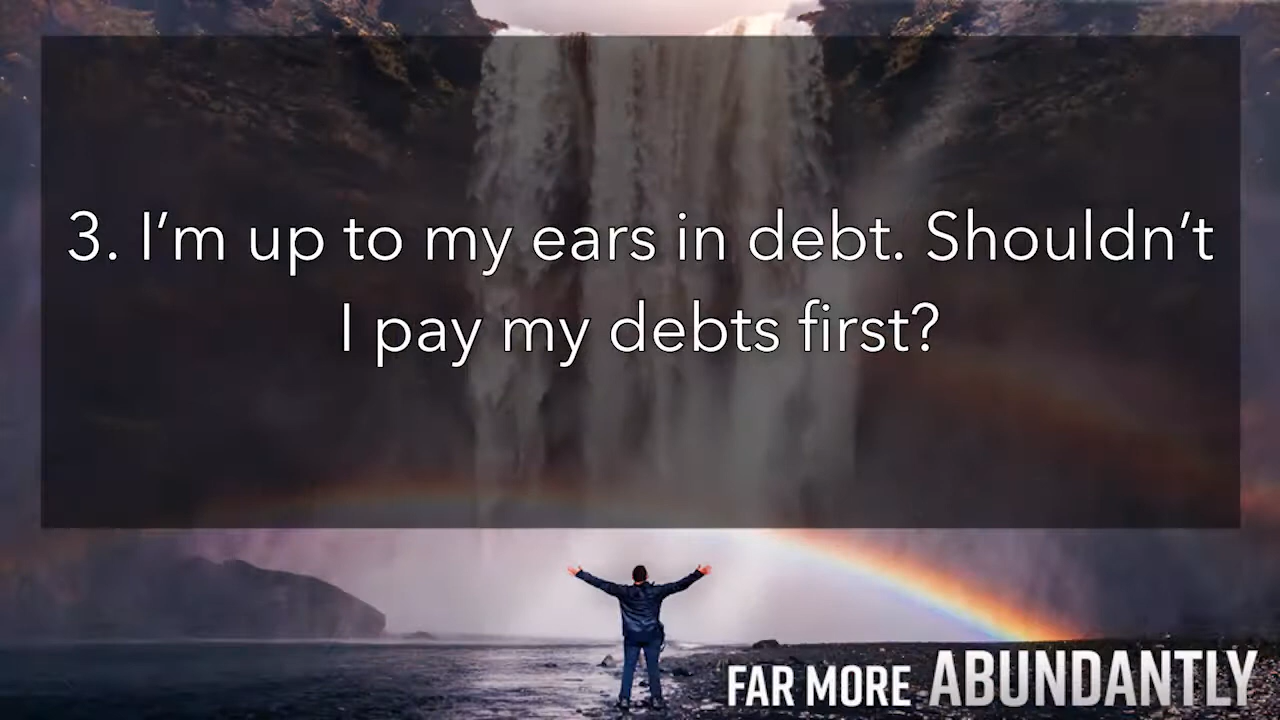 3. I’m up to my ears in debt. Shouldn’t
I pay my debts first?
FAR MORE ABUNDANTLY